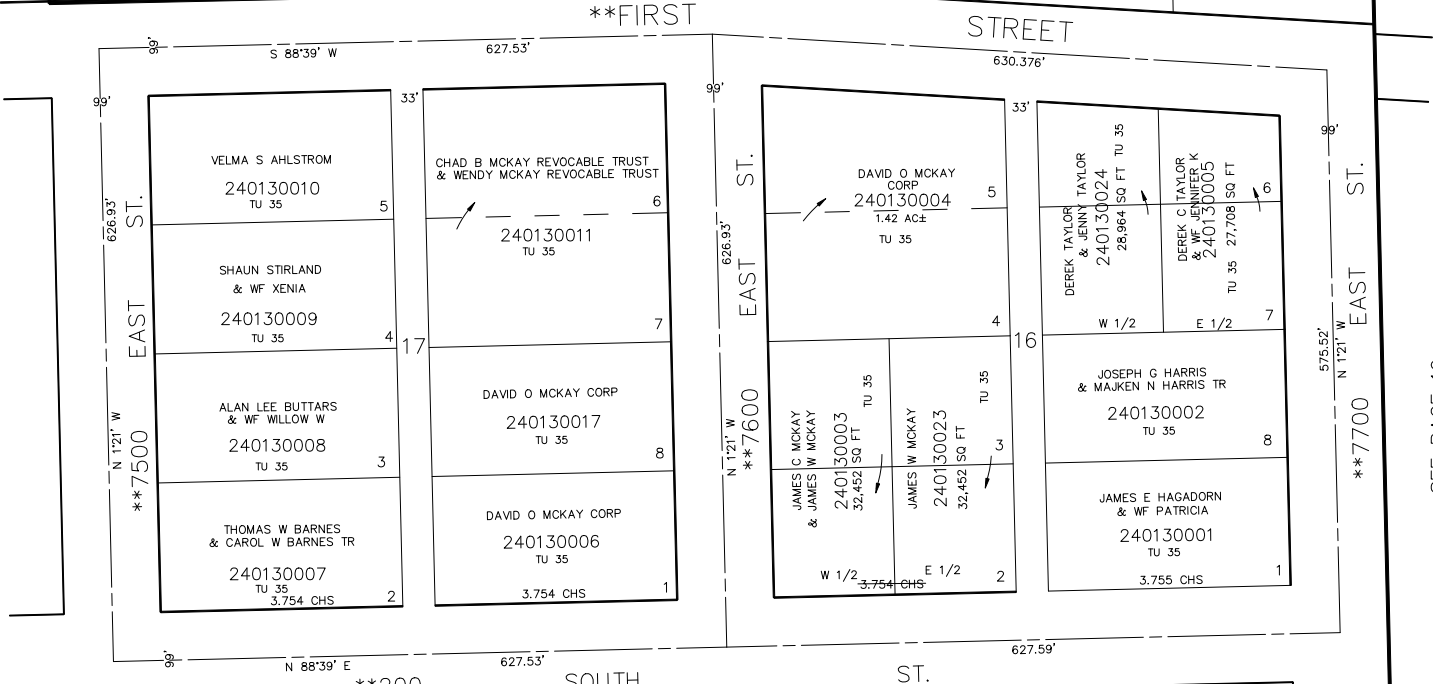 **FIRST STREET
99'
S 88°39' W
627.53'
630.376'
99'
33'
99'
33'
99'
626.93'
N 1°21' W
**7500 EAST ST.
VELMA S AHLSTROM
240130010
TU 35
5
SHAUN STIRLAND
& WF XENIA
240130009
TU 35
4
ALAN LEE BUTTARS
& WF WILLOW W
240130008
TU 35
3
THOMAS W BARNES
& CAROL W BARNES TR
240130007
TU 35
3.754 CHS
2
17
CHAD B MCKAY REVOCABLE TRUST
& WENDY MCKAY REVOCABLE TRUST
6
240130011
TU 35
7
DAVID O MCKAY CORP
240130017
TU 35
8
DAVID O MCKAY CORP
240130006
TU 35
3.754 CHS
1
626.93'
N 1°21' W
**7600 EAST ST.
DAVID O MCKAY
CORP
240130004
1.42 AC±
TU 35
5
4
JAMES C MCKAY
& JAMES W MCKAY
240130003
32,452 SQ FT
TU 35
W 1/2
JAMES W MCKAY
240130023
32,452 SQ FT
TU 35
E 1/2
3
2
3.754 CHS
16
DEREK TAYLOR
& JENNY TAYLOR
240130024
28,964 SQ FT TU 35
W 1/2
DEREK C TAYLOR
& WF JENNIFER K
240130005
TU 35 27,708 SQ FT
E 1/2
6
7
JOSEPH G HARRIS
& MAJKEN N HARRIS TR
240130002
TU 35
8
JAMES E HAGADORN
& WF PATRICIA
240130001
TU 35
3.755 CHS
1
575.52'
N 1°21' W
**7700 EAST ST.
99'
N 88°39' E
627.53'
627.59'
SOUTH ST.